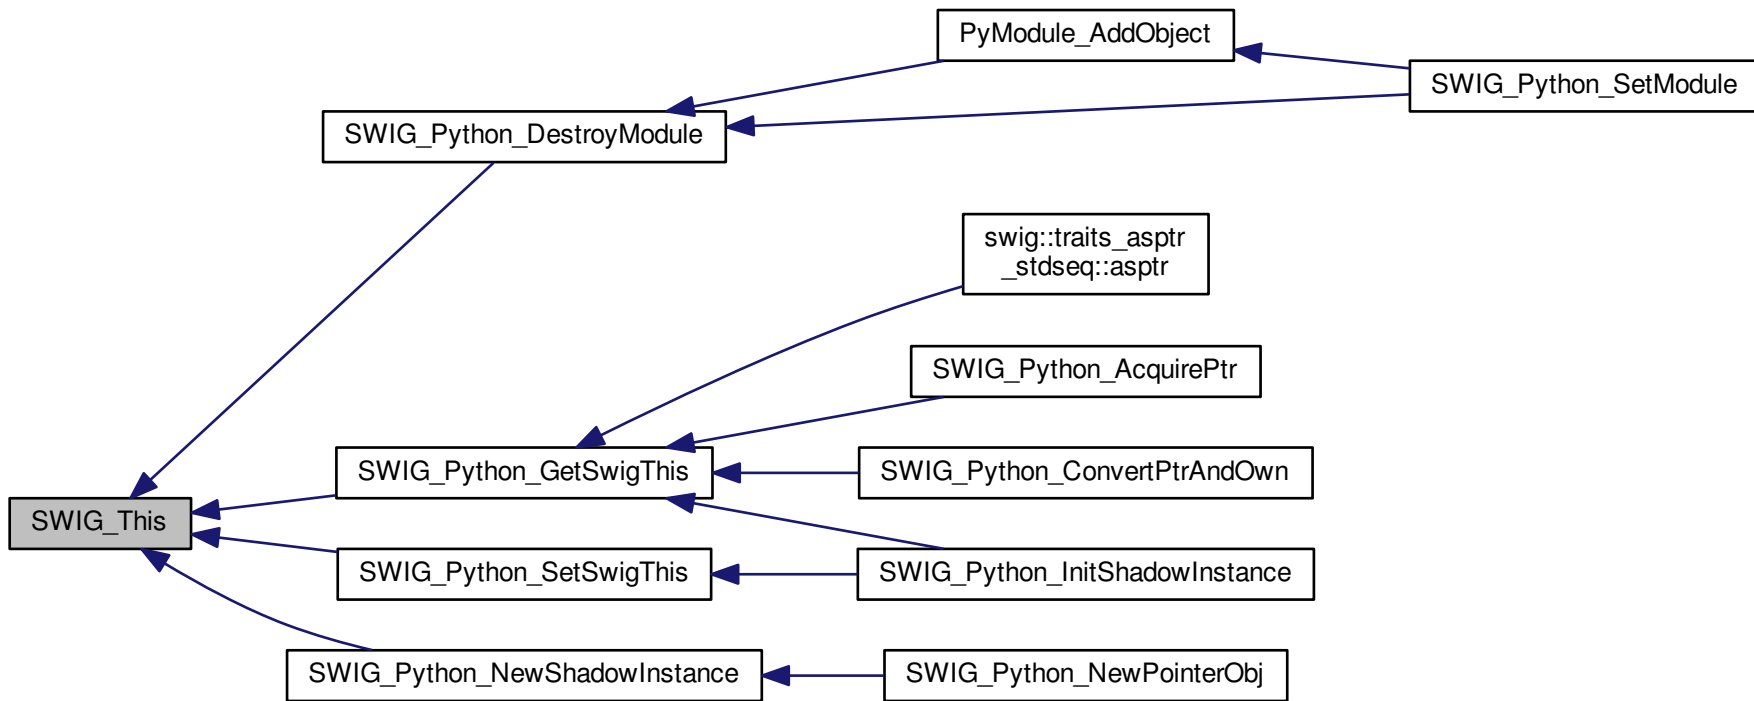 PyModule_AddObject
SWIG_Python_SetModule
SWIG_Python_DestroyModule
swig::traits_asptr
_stdseq::asptr
SWIG_Python_AcquirePtr
SWIG_Python_GetSwigThis
SWIG_Python_ConvertPtrAndOwn
SWIG_This
SWIG_Python_SetSwigThis
SWIG_Python_InitShadowInstance
SWIG_Python_NewShadowInstance
SWIG_Python_NewPointerObj